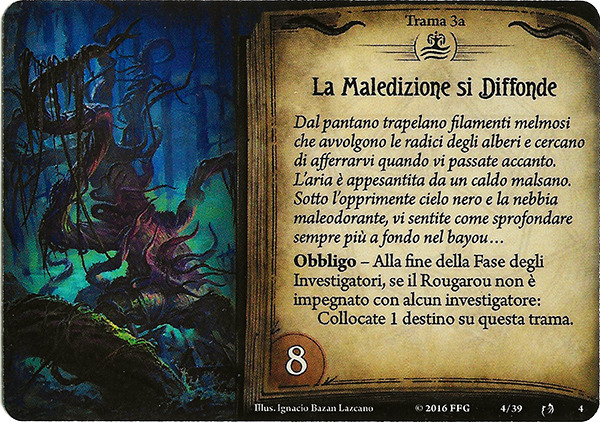 Trama 3a
La Maledizione si Diffonde
Dal pantano trapelano filamenti melmosi
che avvolgono le radici degli alberi e cercano
di afferrarvi quando vi passate accanto.
L'aria è appesantita da un caldo malsano.
Sotto l'opprimente cielo nero e la nebbia
maleodorante, vi sentite come sprofondare
sempre più a fondo nel bayou…
Obbligo – Alla fine della Fase degli
Investigatori, se il Rougarou non è
impegnato con alcun investigatore:
Collocate 1 destino su questa trama.
8
Illus. Ignacio Bazan Lazcano © 2016 FFG 4/39 4